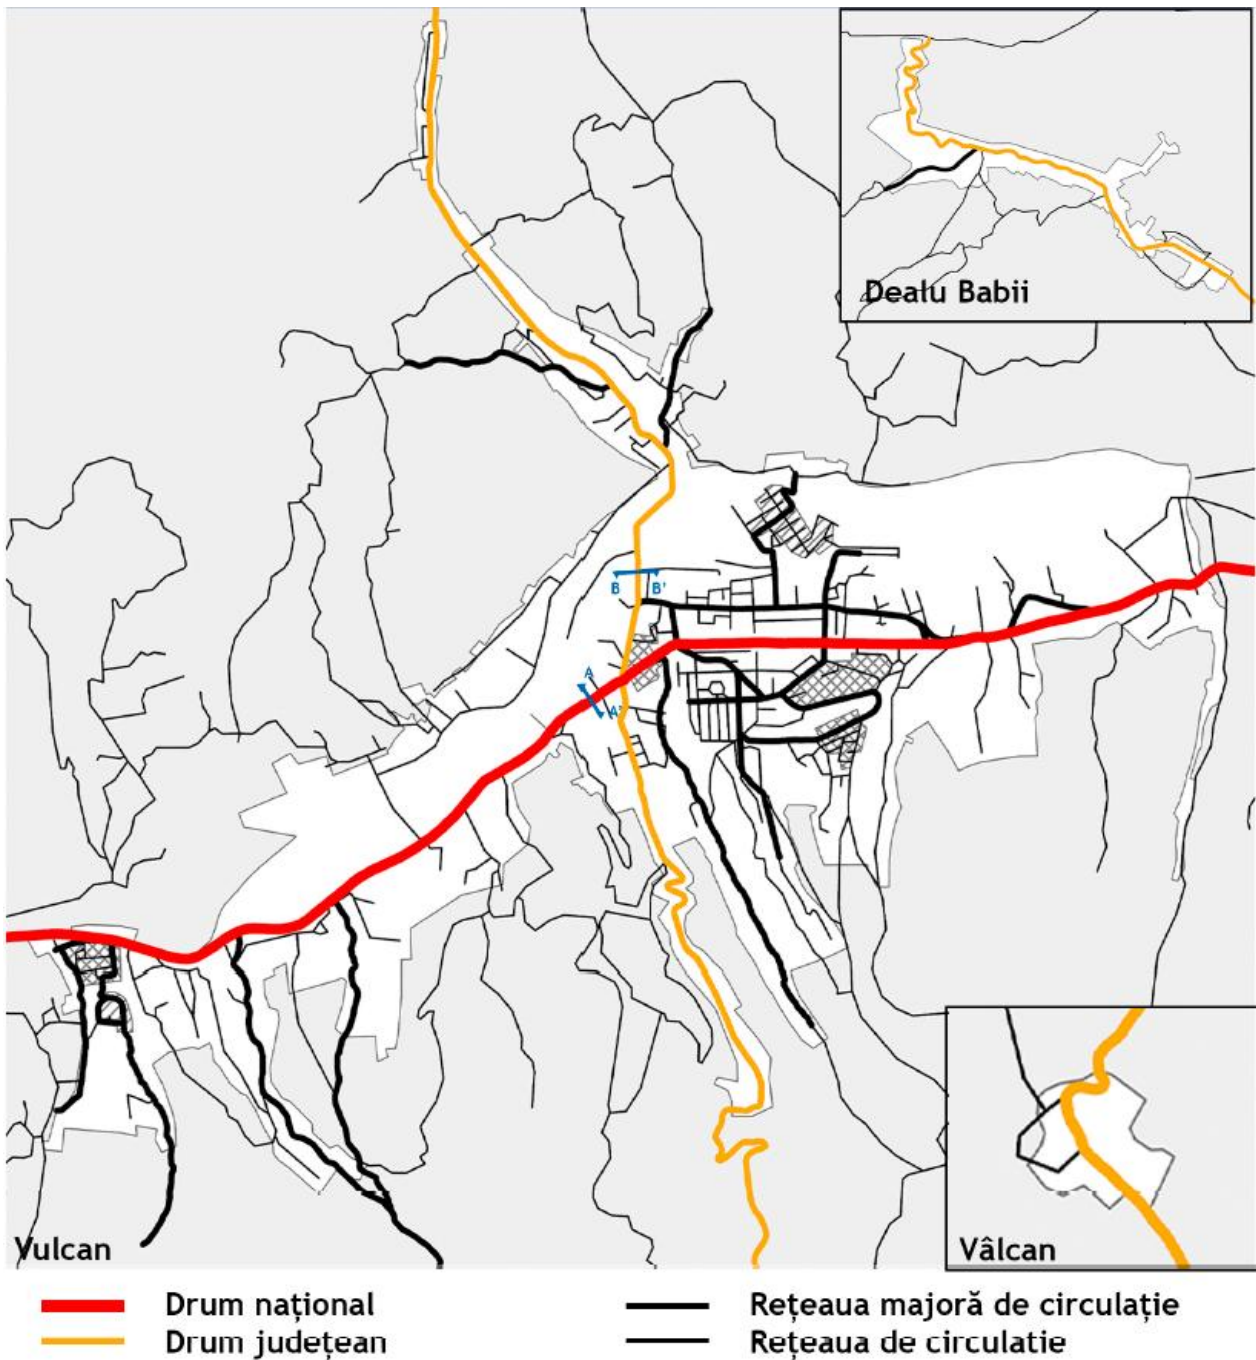 Dealu Babii
B B'
A
A'
Vulcan
Vâlcan
Drum național
Rețeaua majoră de circulație
Drum județean
Rețeaua de circulatie